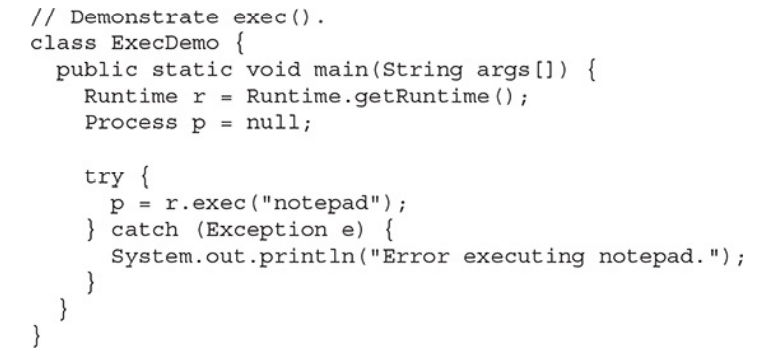 // Demonstrate exec().
class ExecDemo {
  public static void main(String args[]) {
    Runtime r = Runtime.getRuntime();
    Process p = null;

    try {
      p = r.exec("notepad");
    } catch (Exception e) {
      System.out.println("Error executing notepad.");
    }
  }
}